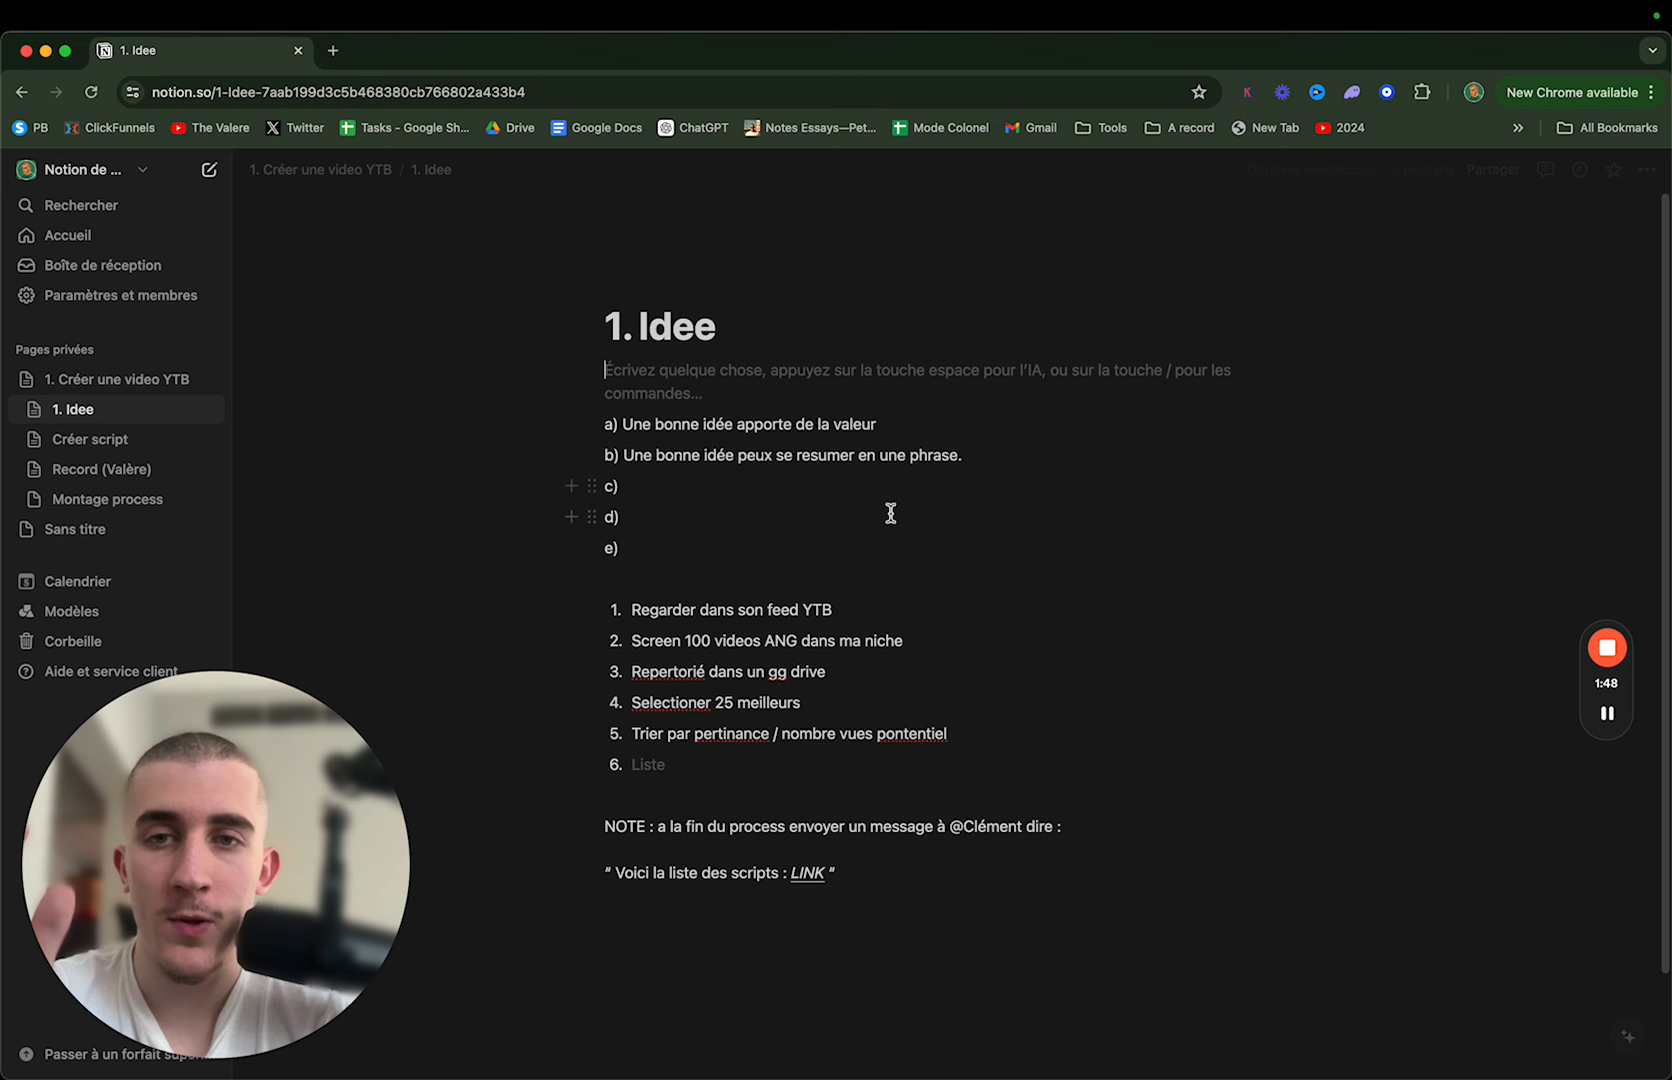 1. Idee
notion.so/1-Idee-7aab199d3c5b468380cb766802a433b4
K
New Chrome available
PB
ClickFunnels
The Valere
Twitter
Tasks - Google Sh...
Drive
Google Docs
ChatGPT
Notes Essays—Pet...
Mode Colonel
Gmail
Tools
A record
New Tab
2024
All Bookmarks
Notion de ...
1. Créer une video YTB / 1. Idee
Partager
Rechercher
Accueil
Boîte de réception
Paramètres et membres
Pages privées
1. Créer une video YTB
1. Idee
Créer script
Record (Valère)
Montage process
Sans titre
Calendrier
Modèles
Corbeille
Aide et service client
Passer à un forfait
1. Idee
Écrivez quelque chose, appuyez sur la touche espace pour l'IA, ou sur la touche / pour les
commandes...
a) Une bonne idée apporte de la valeur
b) Une bonne idée peux se resumer en une phrase.
c)
d)
e)
1. Regarder dans son feed YTB
2. Screen 100 videos ANG dans ma niche
3. Repertorié dans un gg drive
4. Selectioner 25 meilleurs
5. Trier par pertinance / nombre vues pontentiel
6. Liste
NOTE : a la fin du process envoyer un message à @Clément dire :
“ Voici la liste des scripts : LINK “
1:48